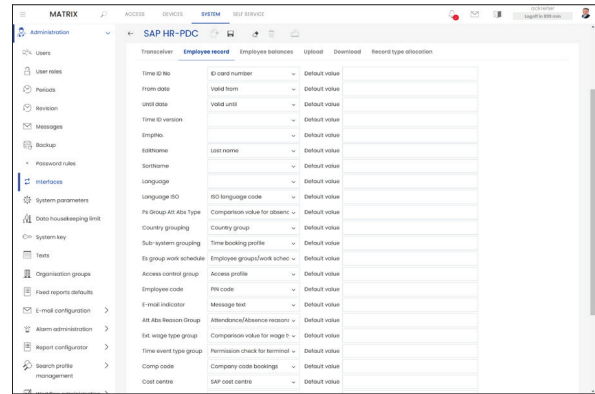 MATRIX
ACCESS DEVICES SYSTEM SELF SERVICE
Logoff in 899 min
Administration
SAP HR-PDC
Transceiver Employee record Employee balances Upload Download Record type allocation
Users
User roles
Periods
Revision
Messages
Backup
Password rules
Interfaces
System parameters
Data housekeeping limit
System key
Texts
Organisation groups
Fixed reports defaults
E-mail configuration
Alarm administration
Report configurator
Search profile
management
Time ID No ID card number Default value
From date Valid from Default value
Until date Valid until Default value
Time ID version Default value
EmplNo. Default value
EditName Last name Default value
SortName Default value
Language Default value
Language ISO ISO language code Default value
Ps Group Att Abs Type Comparison value for absenc Default value
Country grouping Country group Default value
Sub-system grouping Time booking profile Default value
Es group work schedule Employee groups/work schec Default value
Access control group Access profile Default value
Employee code PIN code Default value
E-mail indicator Message text Default value
Att Abs Reason Group Attendance/Absence reasons Default value
Ext. wage type group Comparison value for wage t Default value
Time event type group Permission check for terminal Default value
Comp code Company code bookings Default value
Cost centre SAP cost centre Default value